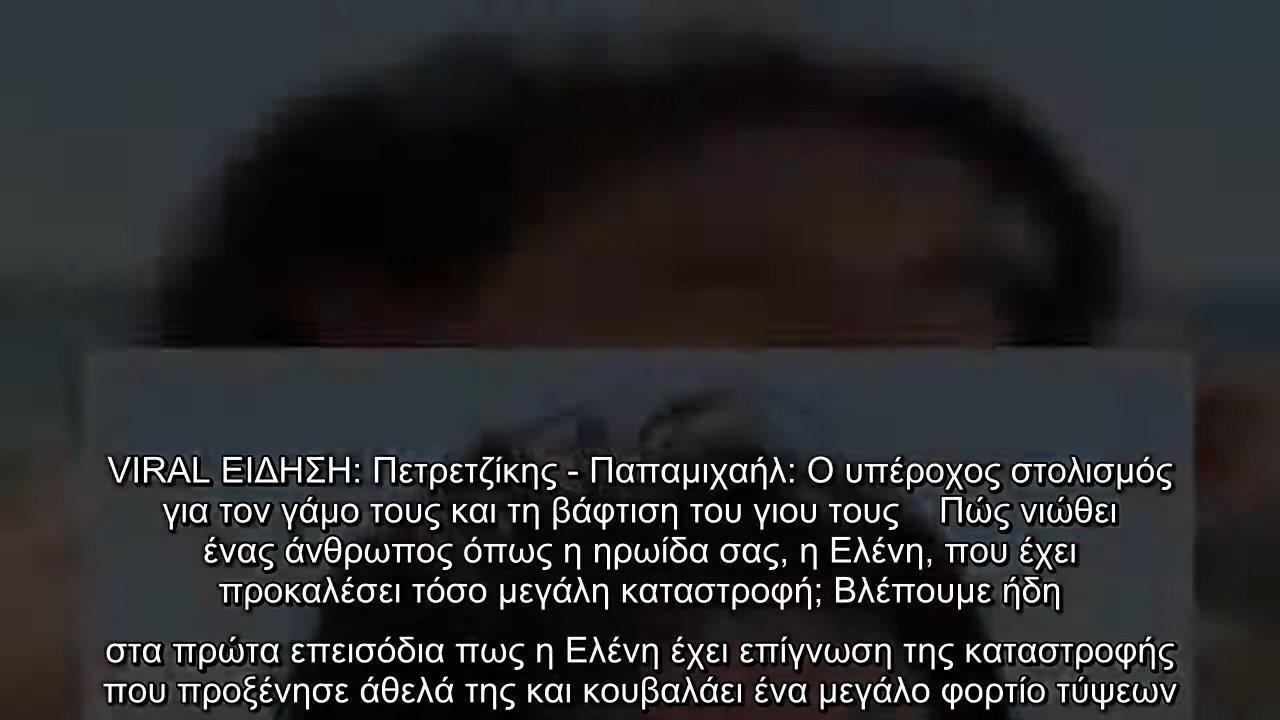 VIRAL ΕΙΔΗΣΗ: Πετρετζίκης - Παπαμιχαήλ: Ο υπέροχος στολισμός
για τον γάμο τους και τη βάφτιση του γιου τους    Πώς νιώθει
ένας άνθρωπος όπως η ηρωίδα σας, η Ελένη, που έχει
προκαλέσει τόσο μεγάλη καταστροφή; Βλέπουμε ήδη
στα πρώτα επεισόδια πως η Ελένη έχει επίγνωση της καταστροφής
που προξένησε άθελά της και κουβαλάει ένα μεγάλο φορτίο τύψεων